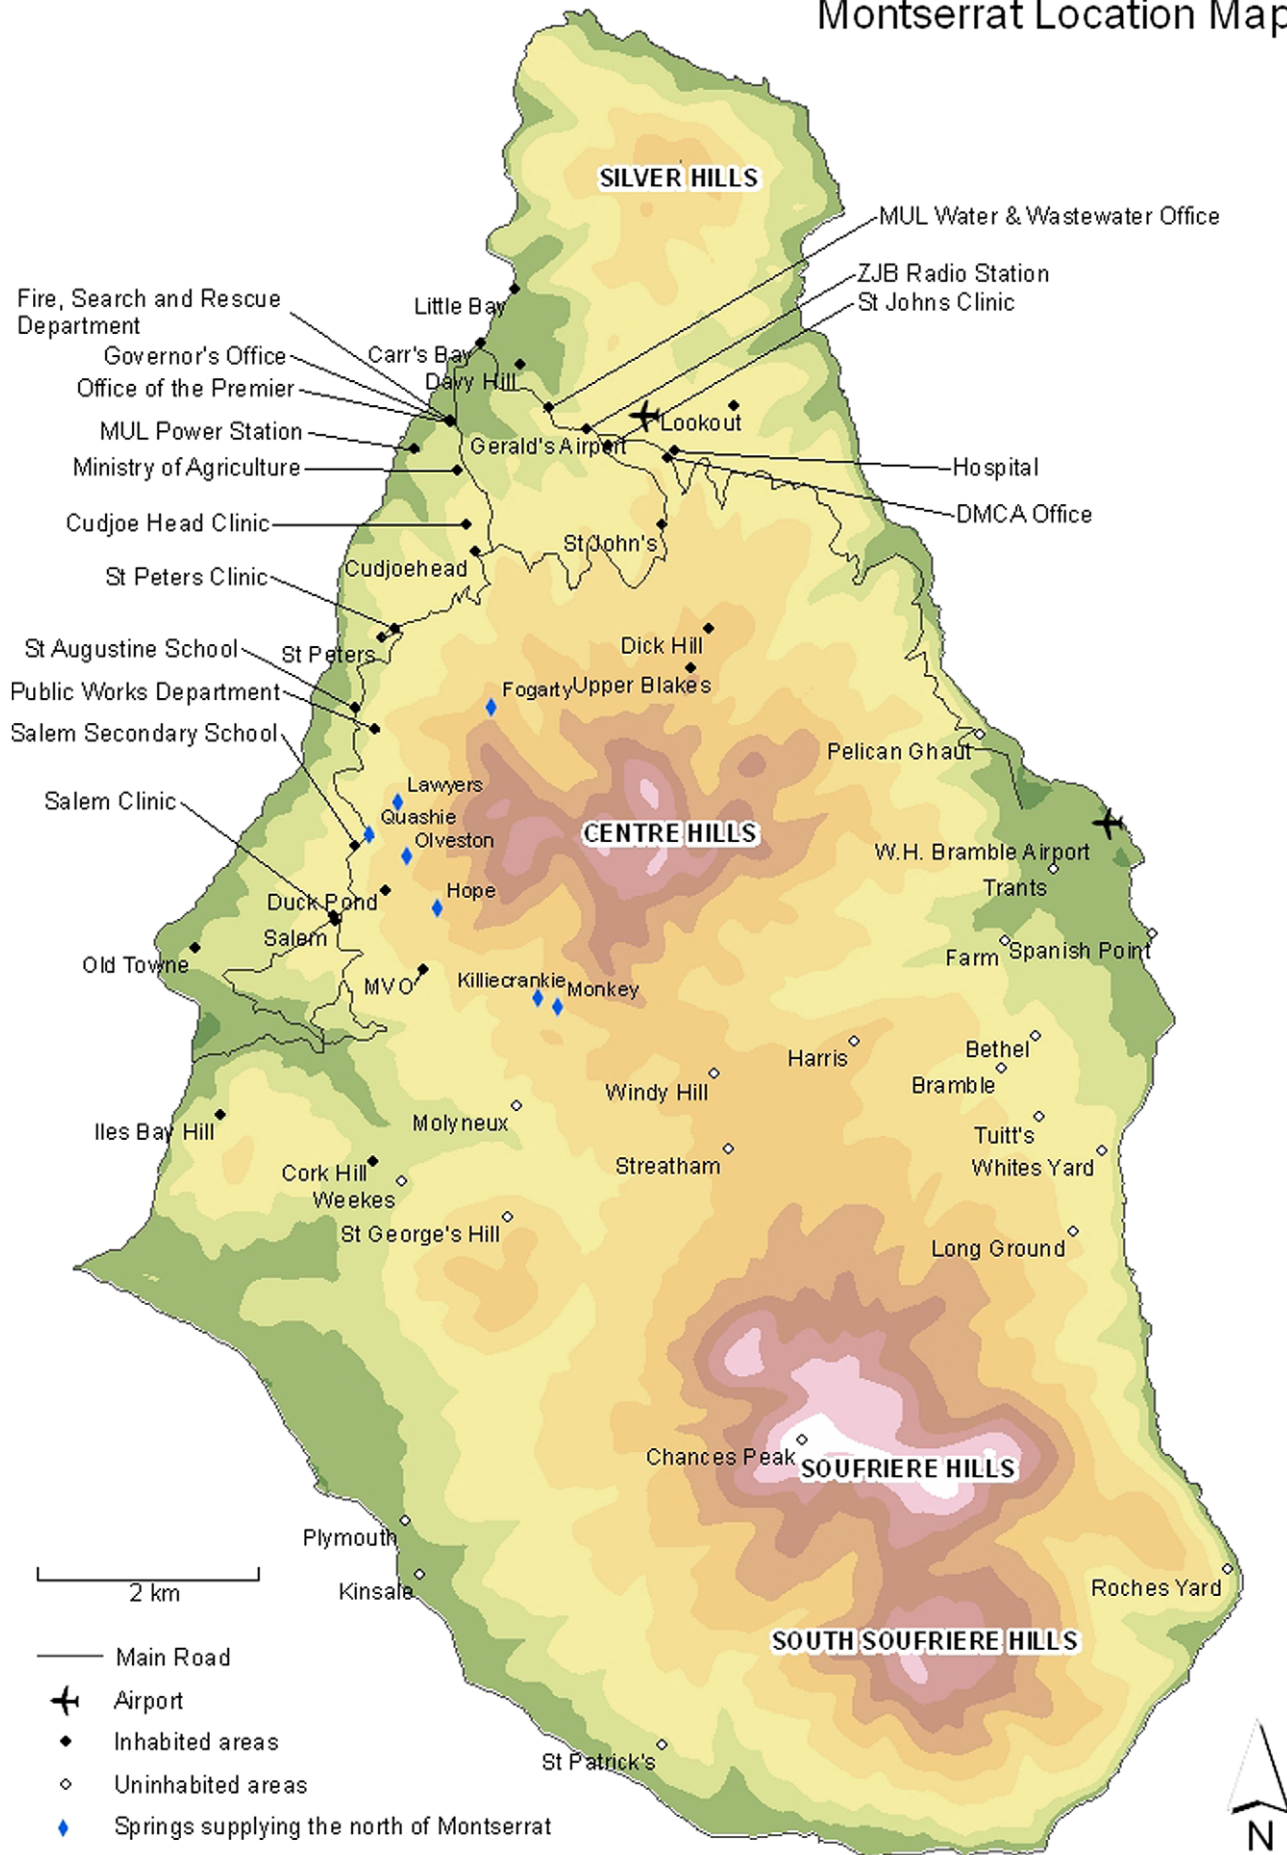 Montserrat Location Map
SILVER HILLS
MUL Water & Wastewater Office
ZJB Radio Station
St Johns Clinic
Fire, Search and Rescue
Department
Little Bay
Governor's Office
Carr's Bay
Office of the Premier
Davy Hill
MUL Power Station
Lookout
Gerald's Airport
Ministry of Agriculture
Hospital
DMCA Office
Cudjoe Head Clinic
St John's
Cudjoehead
St Peters Clinic
St Augustine School
St Peters
Dick Hill
Public Works Department
Fogarty
Upper Blakes
Salem Secondary School
Pelican Ghaut
Lawyers
Salem Clinic
Quashie
CENTRE HILLS
Olveston
W.H. Bramble Airport
Trants
Hope
Duck Pond
Salem
Old Towne
Farm
Spanish Point
MVO
Killiecrankie
Monkey
Harris
Bethel
Bramble
Windy Hill
Molyneux
Iles Bay Hill
Tuitt's
Streatham
Whites Yard
Cork Hill
Weekes
St George's Hill
Long Ground
Chances Peak
SOUFRIERE HILLS
Plymouth
Kinsale
Roches Yard
SOUTH SOUFRIERE HILLS
St Patrick's
2 km
Main Road
Airport
Inhabited areas
Uninhabited areas
Springs supplying the north of Montserrat
N